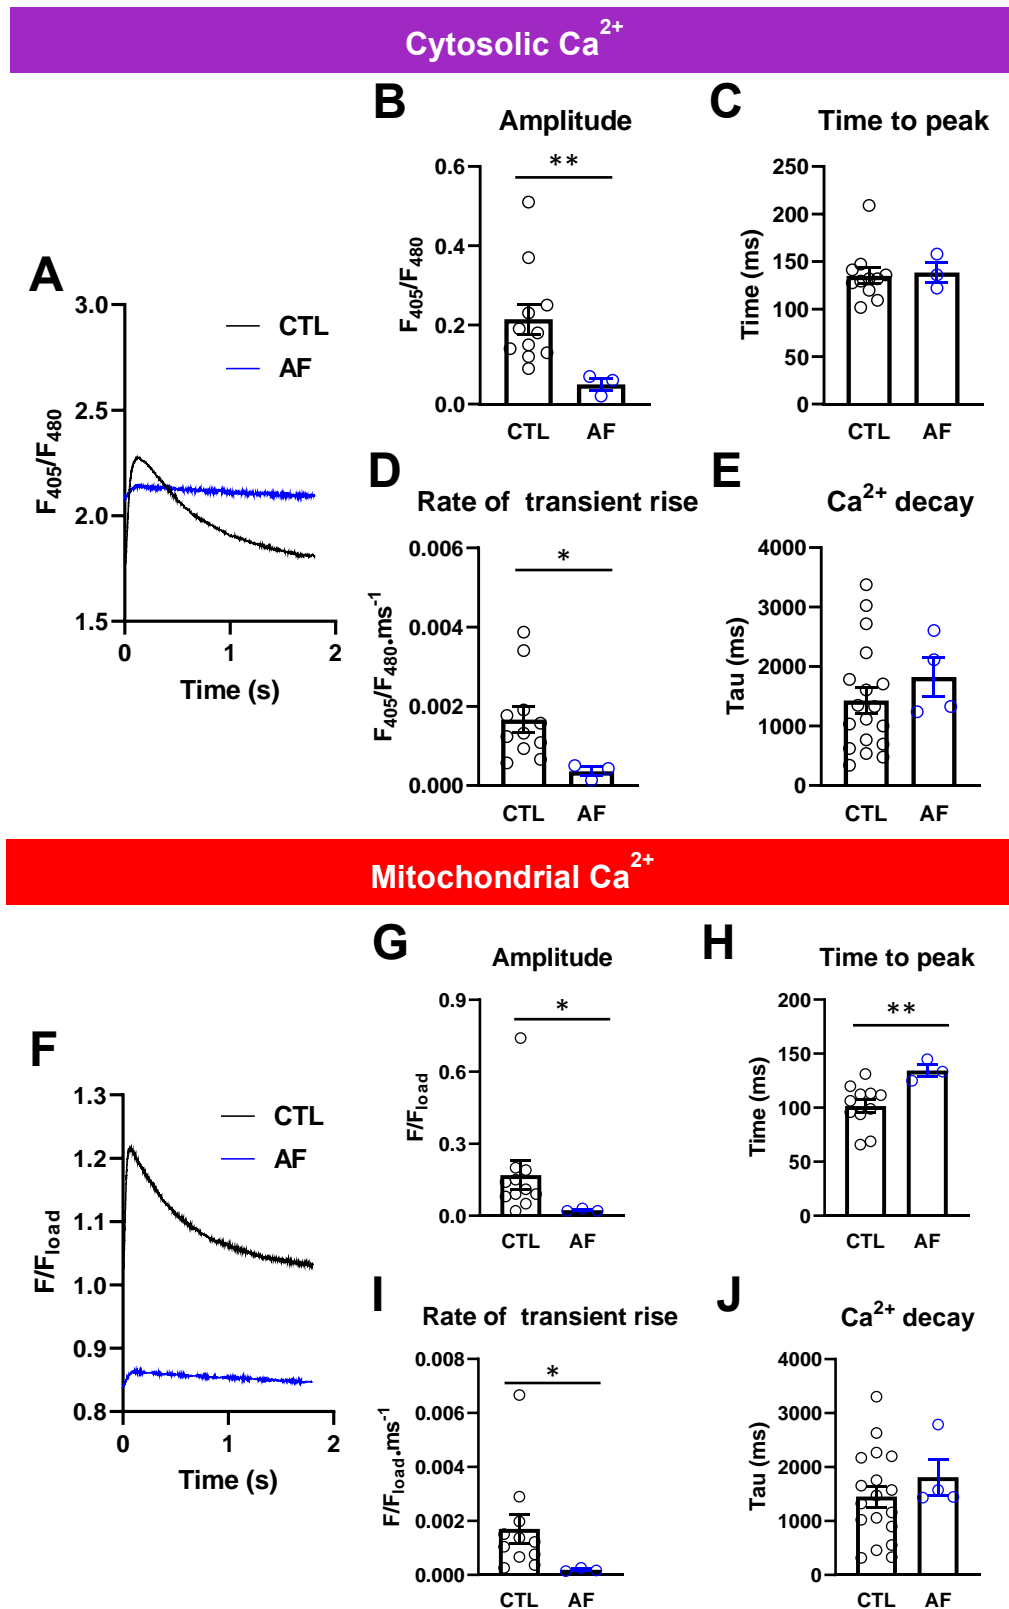 Cytosolic Ca²⁺
A
3.0
2.5
2.0
1.5
F₄₀₅/F₄₈₀
CTL
AF
0 1 2
Time (s)
B
Amplitude
**
0.6
0.4
0.2
0.0
F₄₀₅/F₄₈₀
CTL AF
C
Time to peak
250
200
150
100
50
0
Time (ms)
CTL AF
D
Rate of transient rise
*
0.006
0.004
0.002
0.000
F₄₀₅/F₄₈₀.ms⁻¹
CTL AF
E
Ca²⁺ decay
4000
3000
2000
1000
0
Tau (ms)
CTL AF
Mitochondrial Ca²⁺
F
1.3
1.2
1.1
1.0
0.9
0.8
F/Fload
CTL
AF
0 1 2
Time (s)
G
Amplitude
*
0.9
0.6
0.3
0.0
F/Fload
CTL AF
H
Time to peak
**
200
150
100
50
0
Time (ms)
CTL AF
I
Rate of transient rise
*
0.008
0.006
0.004
0.002
0.000
F/Fload.ms⁻¹
CTL AF
J
Ca²⁺ decay
4000
3000
2000
1000
0
Tau (ms)
CTL AF